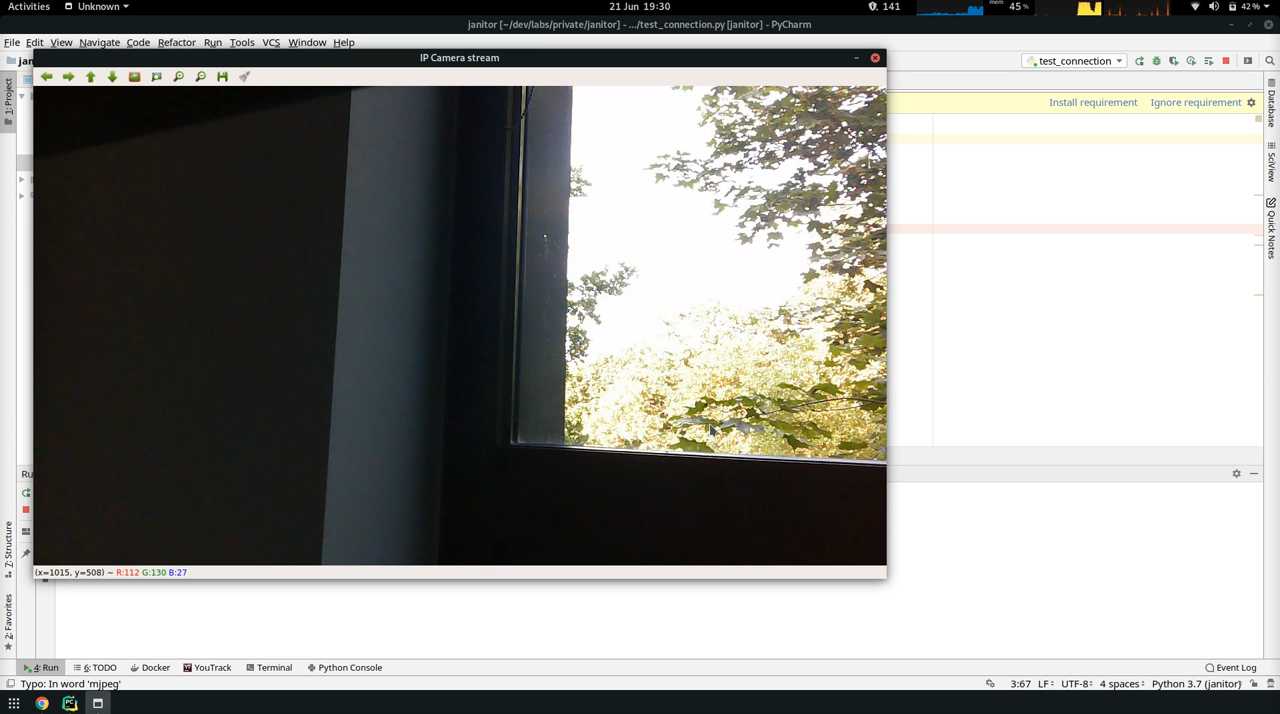 Activities Unknown 21 Jun 19:30 141 mem 45% 42%
janitor [~/dev/labs/private/janitor] - .../test_connection.py [janitor] - PyCharm
File Edit View Navigate Code Refactor Run Tools VCS Window Help
test_connection
IP Camera stream
1: Project
Install requirement Ignore requirement
Database
SciView
Quick Notes
Z: Structure
2: Favorites
(x=1015, y=508) ~ R:112 G:130 B:27
4: Run 6: TODO Docker YouTrack Terminal Python Console Event Log
Typo: In word 'mjpeg' 3:67 LF UTF-8 4 spaces Python 3.7 (janitor)